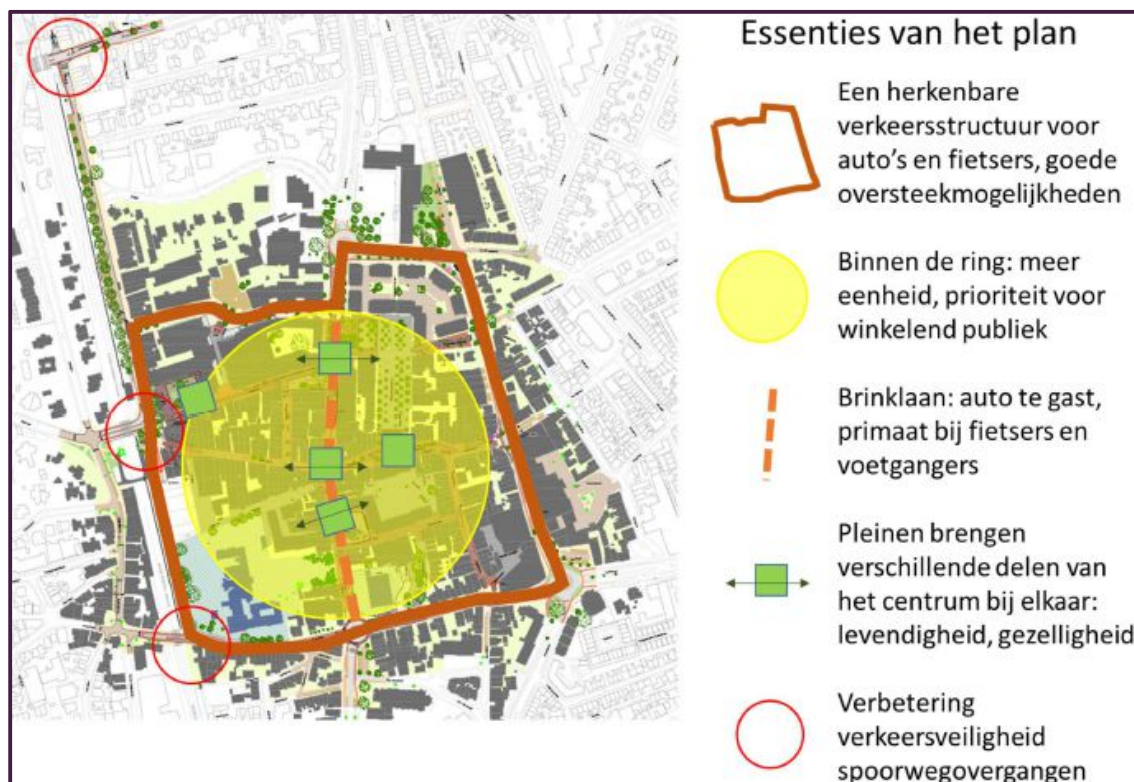 Essenties van het plan
Een herkenbare
verkeersstructuur voor
auto's en fietsers, goede
oversteekmogelijkheden
Binnen de ring: meer
eenheid, prioriteit voor
winkelend publiek
Brinklaan: auto te gast,
primaat bij fietsers en
voetgangers
Pleinen brengen
verschillende delen van
het centrum bij elkaar:
levendigheid, gezelligheid
Verbetering
verkeersveiligheid
spoorwegovergangen